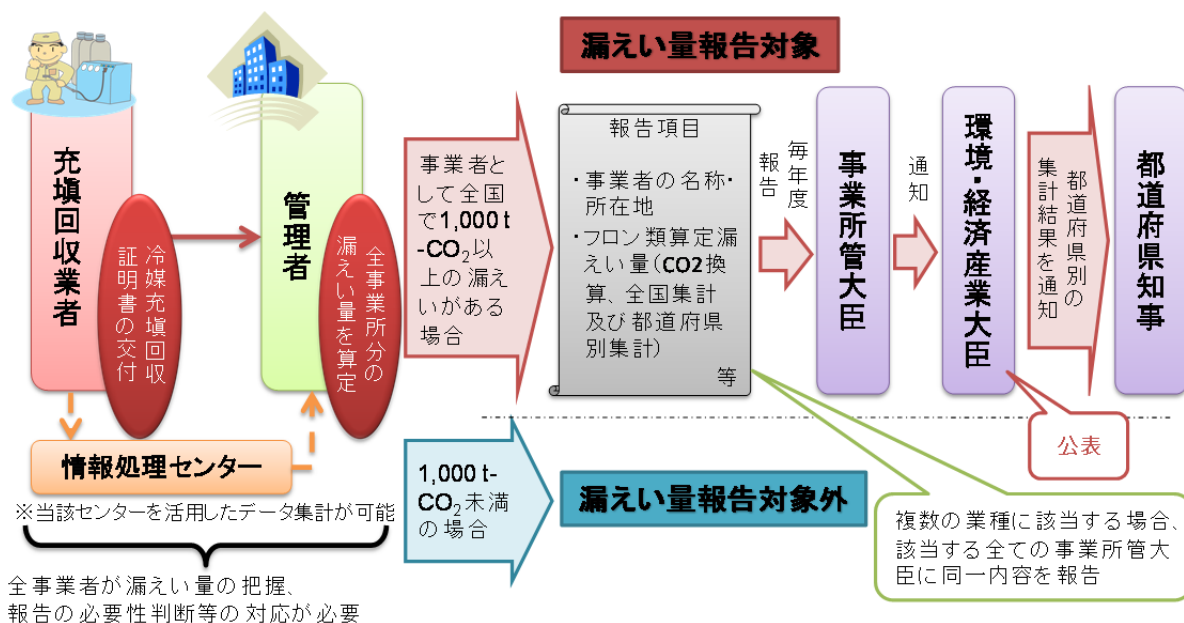 漏えい量報告対象
充填回収業者
冷媒充填回収
証明書の交付
管理者
全事業所分の
漏えい量を算定
事業者と
して全国
で1,000 t
-CO₂以
上の漏え
いがある
場合
報告項目
・事業者の名称・
所在地
・フロン類算定漏
えい量(CO2換
算、全国集計
及び都道府県
別集計)
等
毎年度
報告
事業所管大臣
通知
環境・経済産業大臣
都道府県別の
集計結果を通知
都道府県知事
公表
情報処理センター
※当該センターを活用したデータ集計が可能
全事業者が漏えい量の把握、
報告の必要性判断等の対応が必要
1,000 t-
CO₂未満
の場合
漏えい量報告対象外
複数の業種に該当する場合、
該当する全ての事業所管大
臣に同一内容を報告